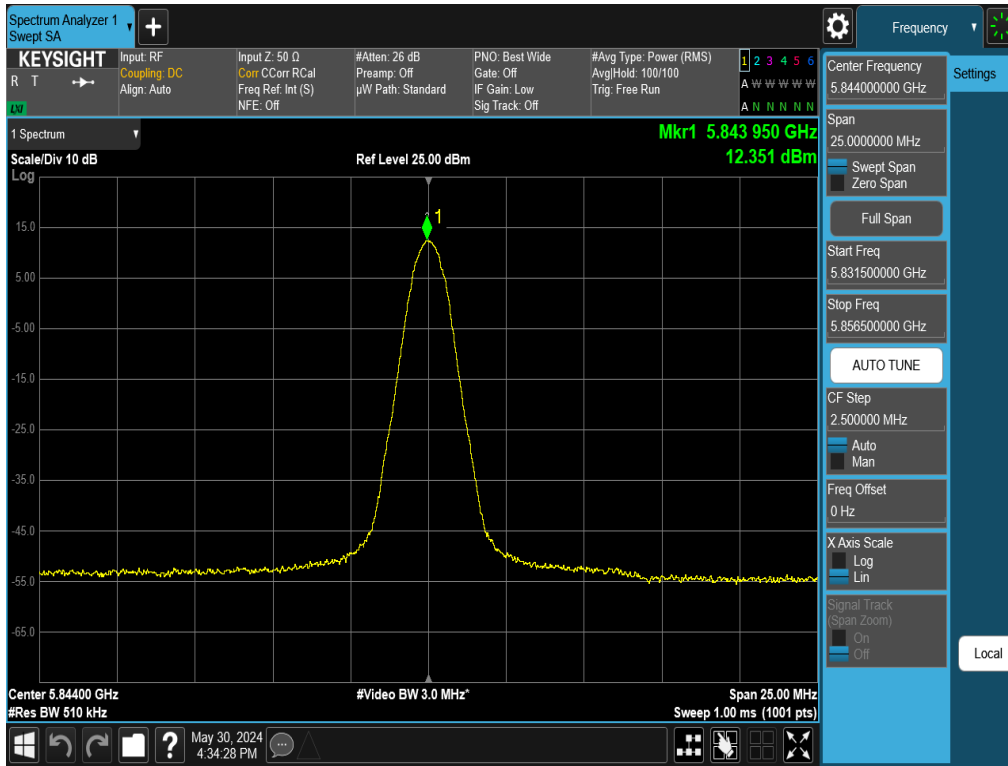 Spectrum Analyzer 1
Swept SA
+
Frequency
KEYSIGHT
R T
LXI
Input: RF
Coupling: DC
Align: Auto
Input Z: 50 Ω
Corr CCorr RCal
Freq Ref: Int (S)
NFE: Off
#Atten: 26 dB
Preamp: Off
µW Path: Standard
PNO: Best Wide
Gate: Off
IF Gain: Low
Sig Track: Off
#Avg Type: Power (RMS)
Avg|Hold: 100/100
Trig: Free Run
1 2 3 4 5 6
A W W W W W
A N N N N N
1 Spectrum
Mkr1 5.843 950 GHz
12.351 dBm
Scale/Div 10 dB
Ref Level 25.00 dBm
Log
1
15.0
5.00
-5.00
-15.0
-25.0
-35.0
-45.0
-55.0
-65.0
Center 5.84400 GHz
#Video BW 3.0 MHz*
Span 25.00 MHz
#Res BW 510 kHz
Sweep 1.00 ms (1001 pts)
Center Frequency
5.844000000 GHz
Settings
Span
25.0000000 MHz
Swept Span
Zero Span
Full Span
Start Freq
5.831500000 GHz
Stop Freq
5.856500000 GHz
AUTO TUNE
CF Step
2.500000 MHz
Auto
Man
Freq Offset
0 Hz
X Axis Scale
Log
Lin
Signal Track
(Span Zoom)
On
Off
Local
?
May 30, 2024
4:34:28 PM